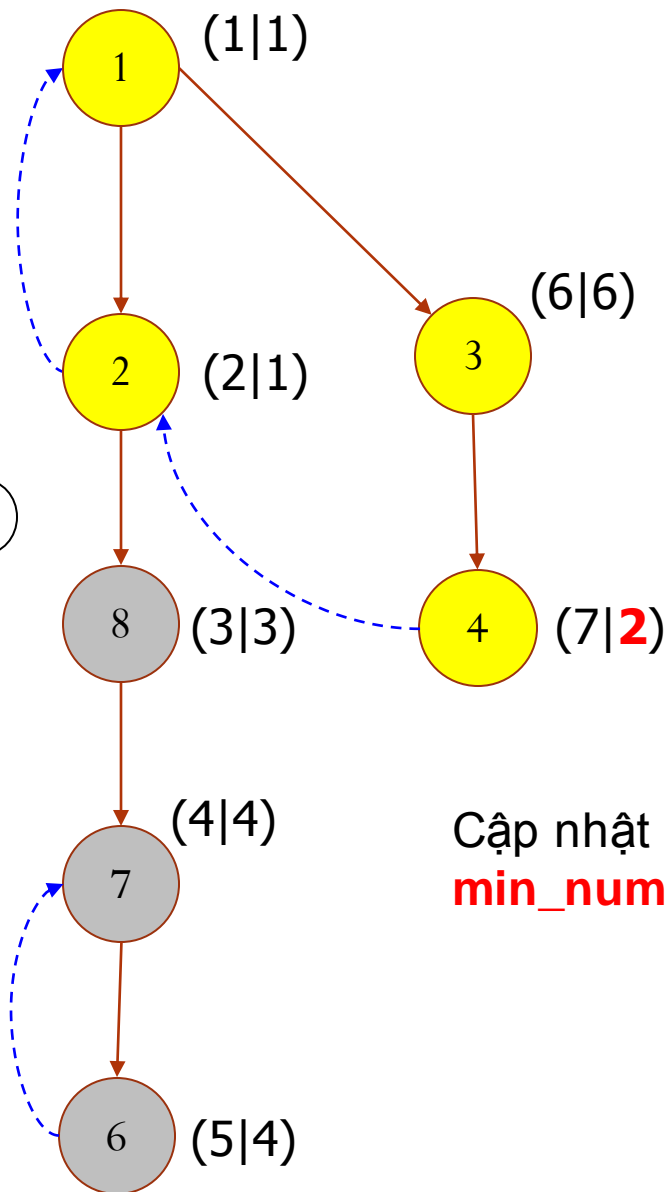 1 (1|1)
(6|6)
2 (2|1) 3
8 (3|3) 4 (7|2)
(4|4) Cập nhật
7 min_num
6 (5|4)